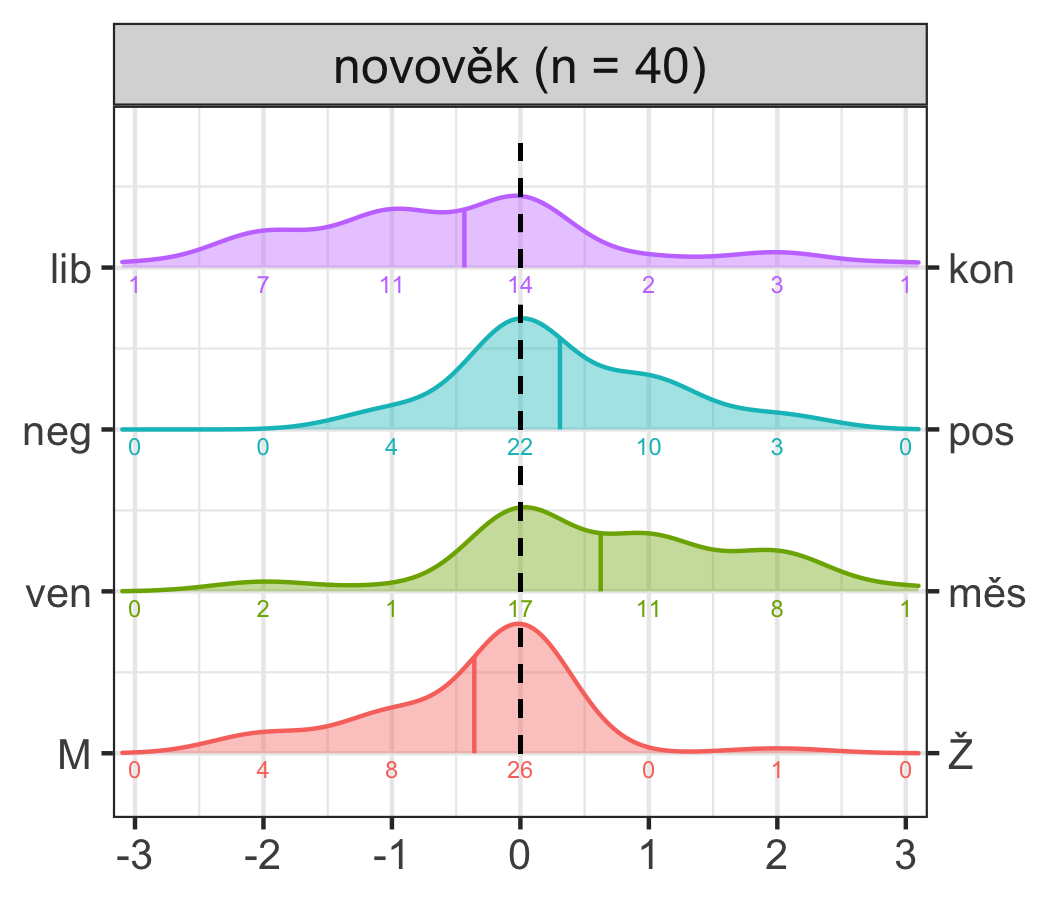 novověk (n = 40)
lib kon
1 7 11 14 2 3 1
neg pos
0 0 4 22 10 3 0
ven měs
0 2 1 17 11 8 1
M Ž
0 4 8 26 0 1 0
-3 -2 -1 0 1 2 3